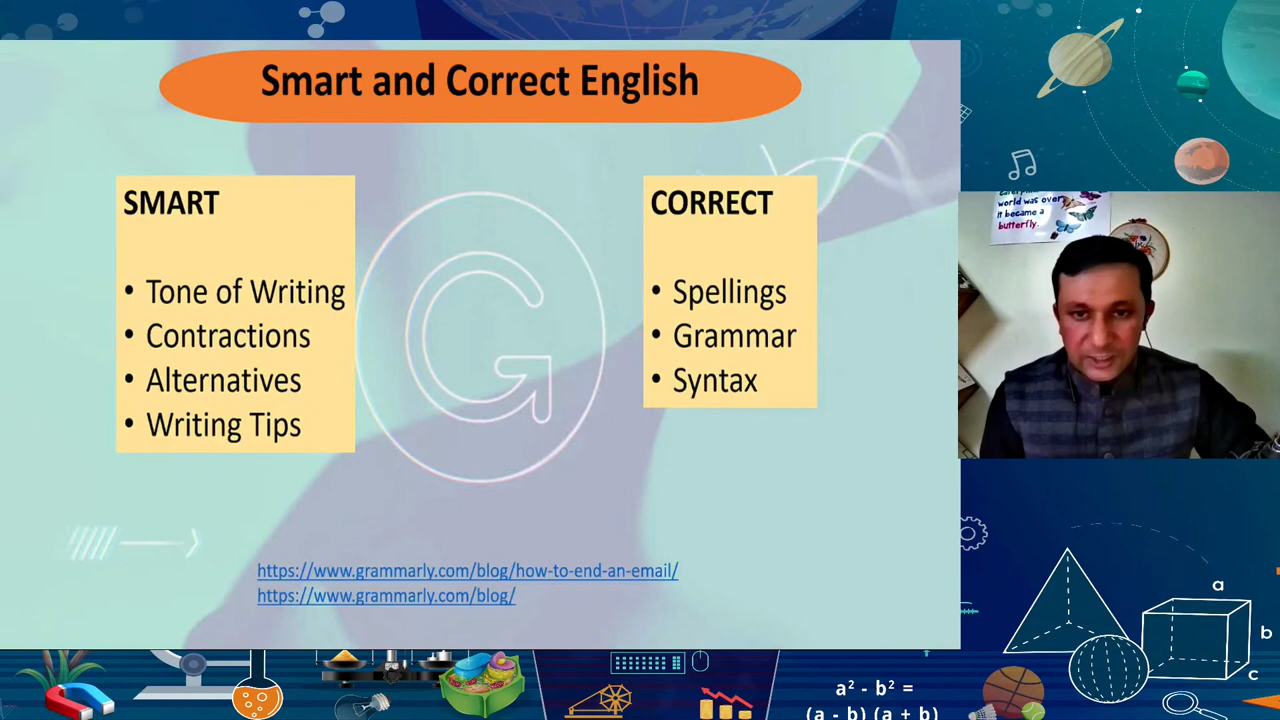 Smart and Correct English
SMART
• Tone of Writing
• Contractions
• Alternatives
• Writing Tips
CORRECT
• Spellings
• Grammar
• Syntax
https://www.grammarly.com/blog/how-to-end-an-email/
https://www.grammarly.com/blog/
world was over,
it became a
butterfly.
a
b
c
a² - b² =
(a - b) (a + b)
G